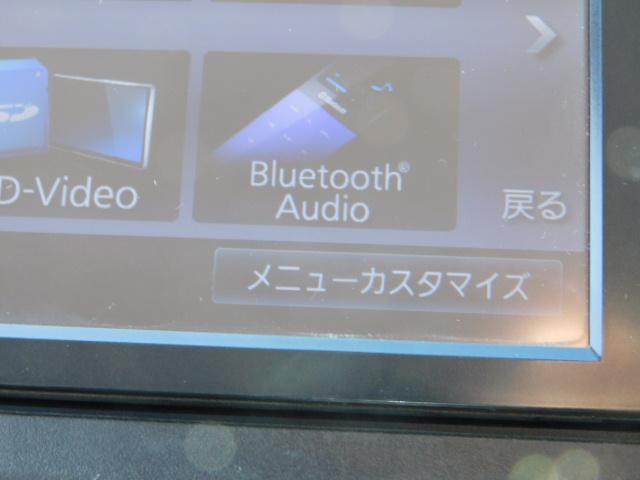 D-Video
Bluetooth®
Audio
戻る
メニューカスタマイズ